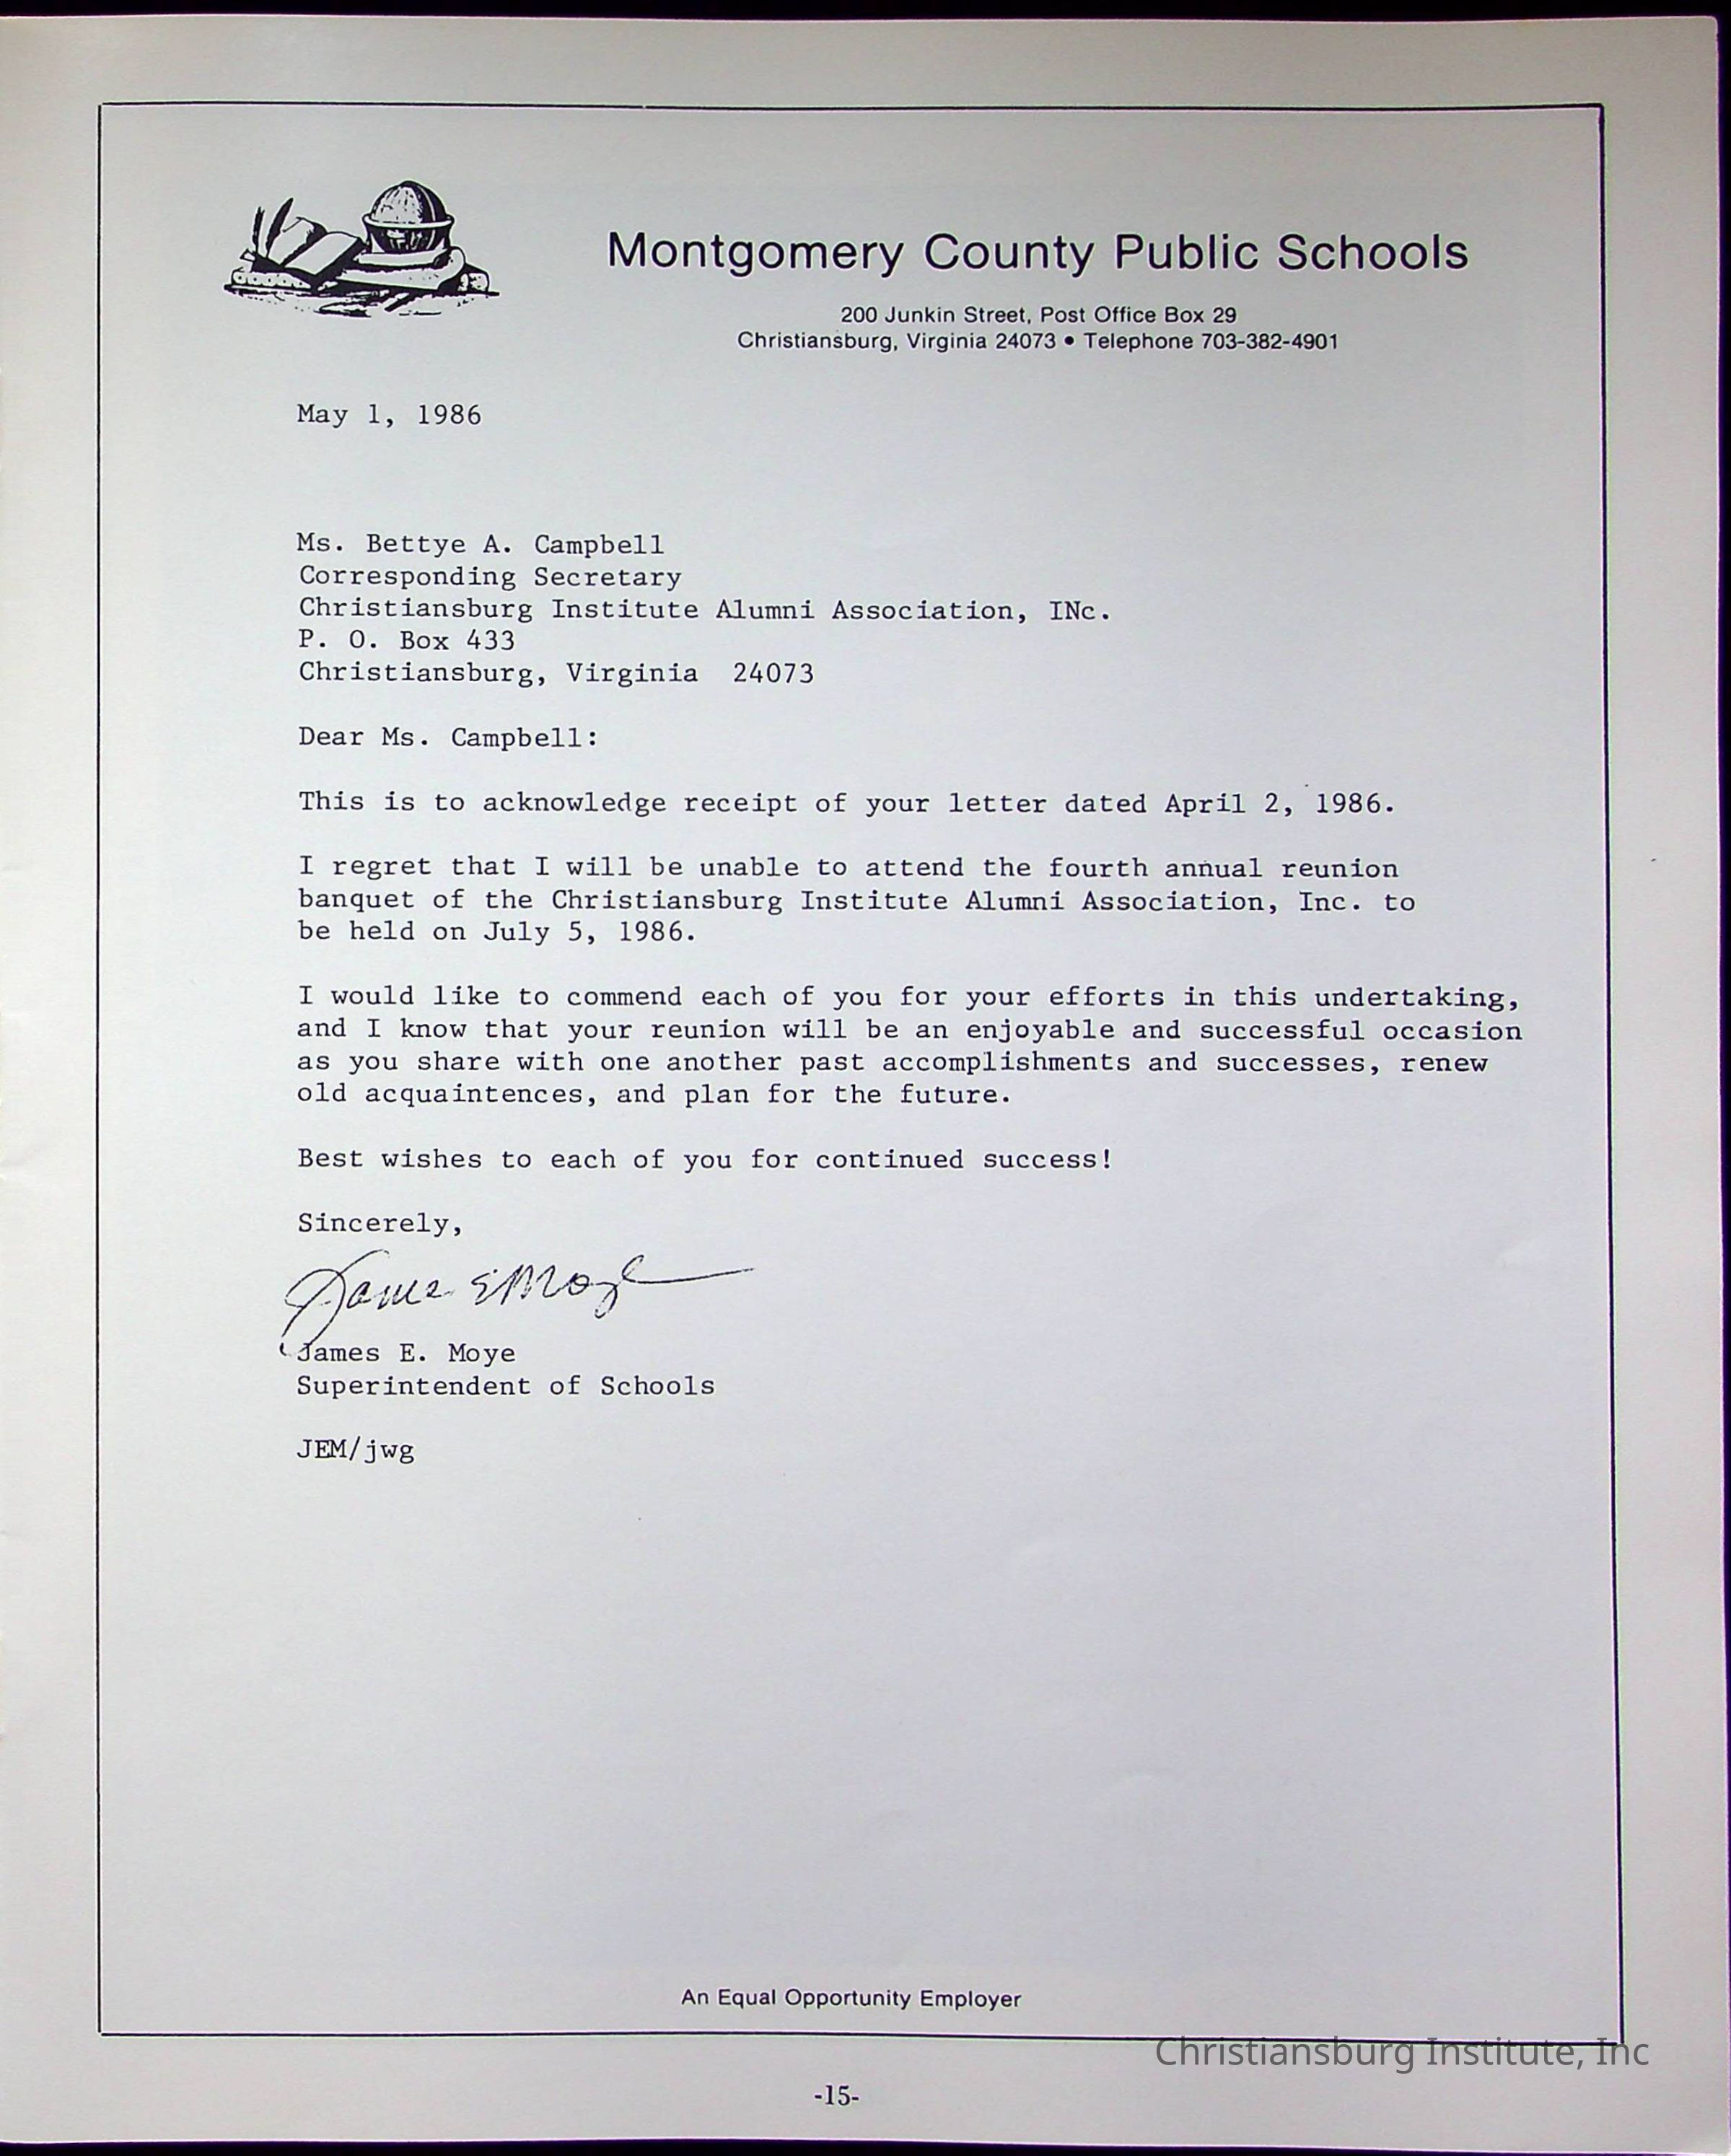 Montgomery County Public Schools
200 Junkin Street, Post Office Box 29
Christiansburg, Virginia 24073 • Telephone 703-382-4901
May 1, 1986
Ms. Bettye A. Campbell
Corresponding Secretary
Christiansburg Institute Alumni Association, INc.
P. O. Box 433
Christiansburg, Virginia  24073
Dear Ms. Campbell:
This is to acknowledge receipt of your letter dated April 2, 1986.
I regret that I will be unable to attend the fourth annual reunion
banquet of the Christiansburg Institute Alumni Association, Inc. to
be held on July 5, 1986.
I would like to commend each of you for your efforts in this undertaking,
and I know that your reunion will be an enjoyable and successful occasion
as you share with one another past accomplishments and successes, renew
old acquaintences, and plan for the future.
Best wishes to each of you for continued success!
Sincerely,
James E Moye
James E. Moye
Superintendent of Schools
JEM/jwg
An Equal Opportunity Employer
Christiansburg Institute, Inc
-15-